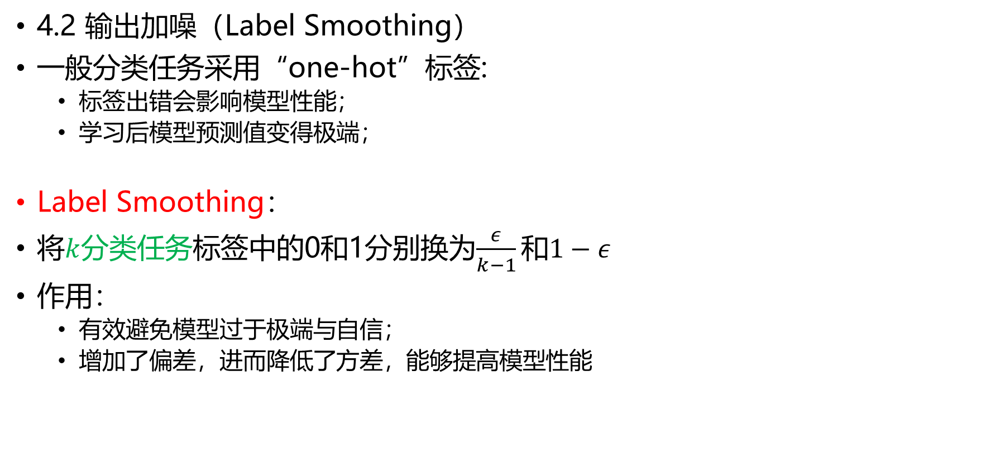 • 4.2 输出加噪（Label Smoothing）
• 一般分类任务采用“one-hot”标签:
• 标签出错会影响模型性能；
• 学习后模型预测值变得极端；
• Label Smoothing：
• 将k分类任务标签中的0和1分别换为ϵ/(k−1)和1 − ϵ
• 作用：
• 有效避免模型过于极端与自信；
• 增加了偏差，进而降低了方差，能够提高模型性能